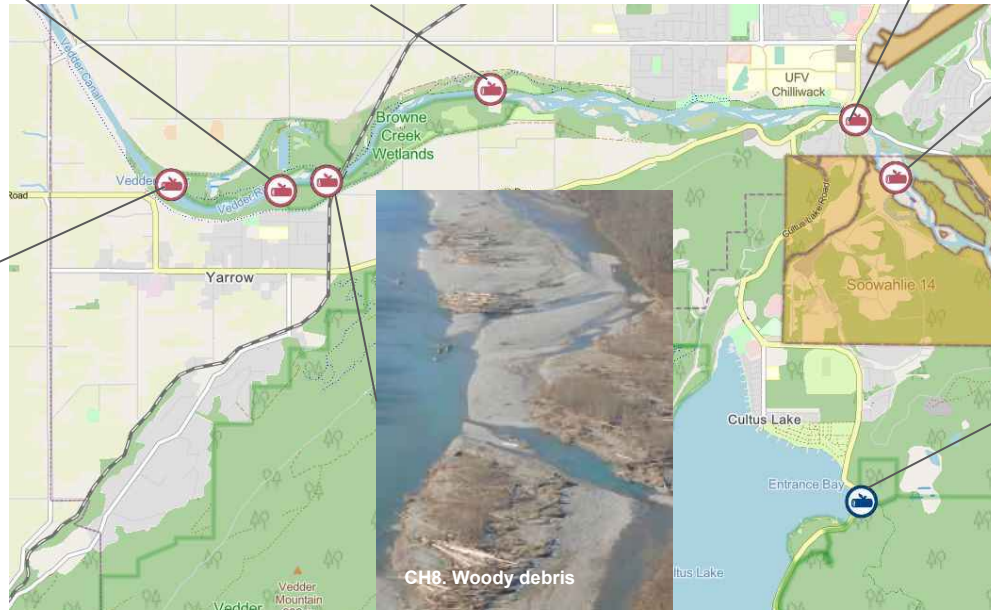 Vedder Canal
UFV
Chilliwack
Browne
Creek
Wetlands
Road
Vedder
Vedder R
Cultus Lake Road
Yarrow
Soowahlie 14
Cultus Lake
Entrance Bay
ltus Lake
CH8. Woody debris
Vedder
Mountain
Vedder